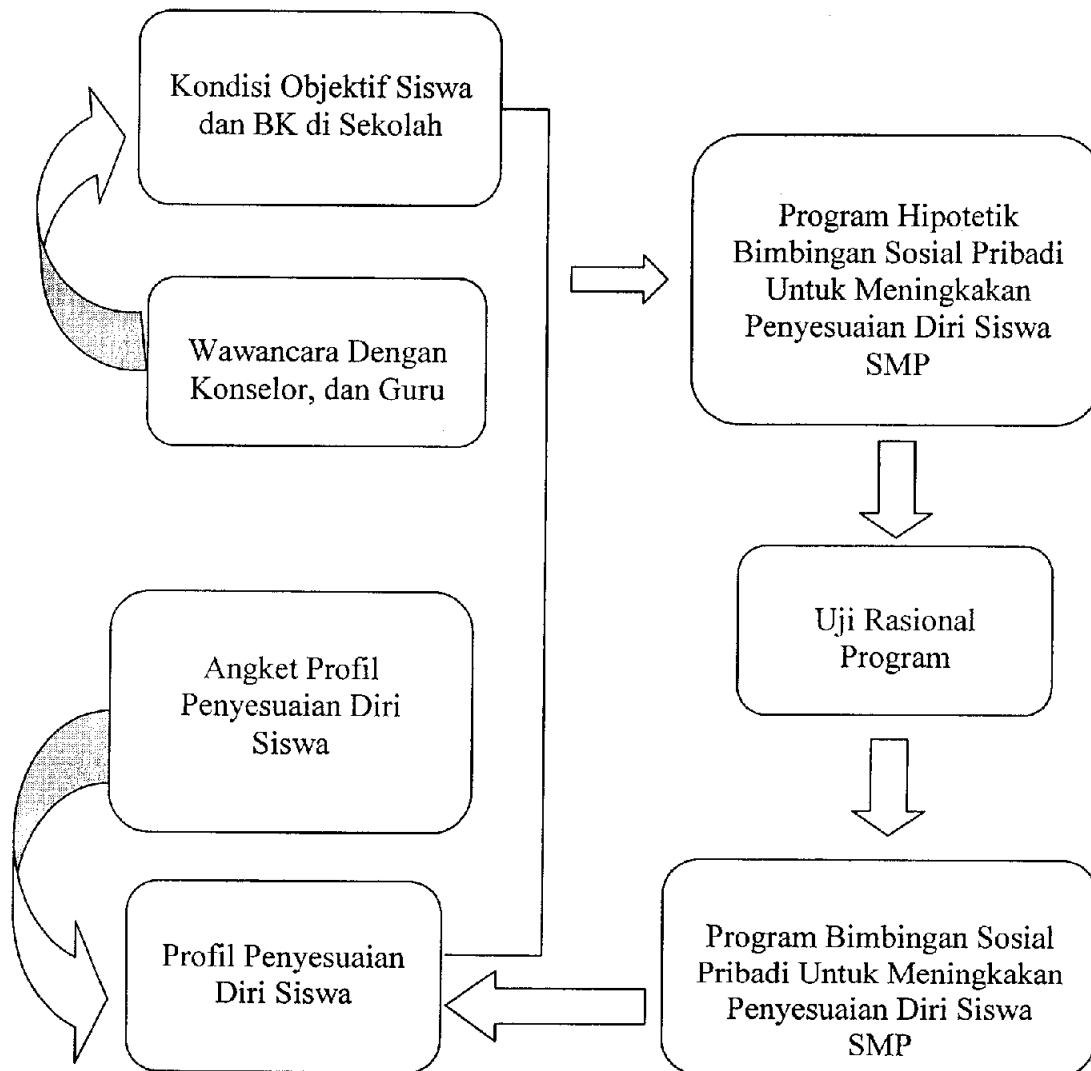 Kondisi Objektif Siswa
dan BK di Sekolah
Wawancara Dengan
Konselor, dan Guru
Angket Profil
Penyesuaian Diri
Siswa
Profil Penyesuaian
Diri Siswa
Program Hipotetik
Bimbingan Sosial Pribadi
Untuk Meningkakan
Penyesuaian Diri Siswa
SMP
Uji Rasional
Program
Program Bimbingan Sosial
Pribadi Untuk Meningkakan
Penyesuaian Diri Siswa
SMP